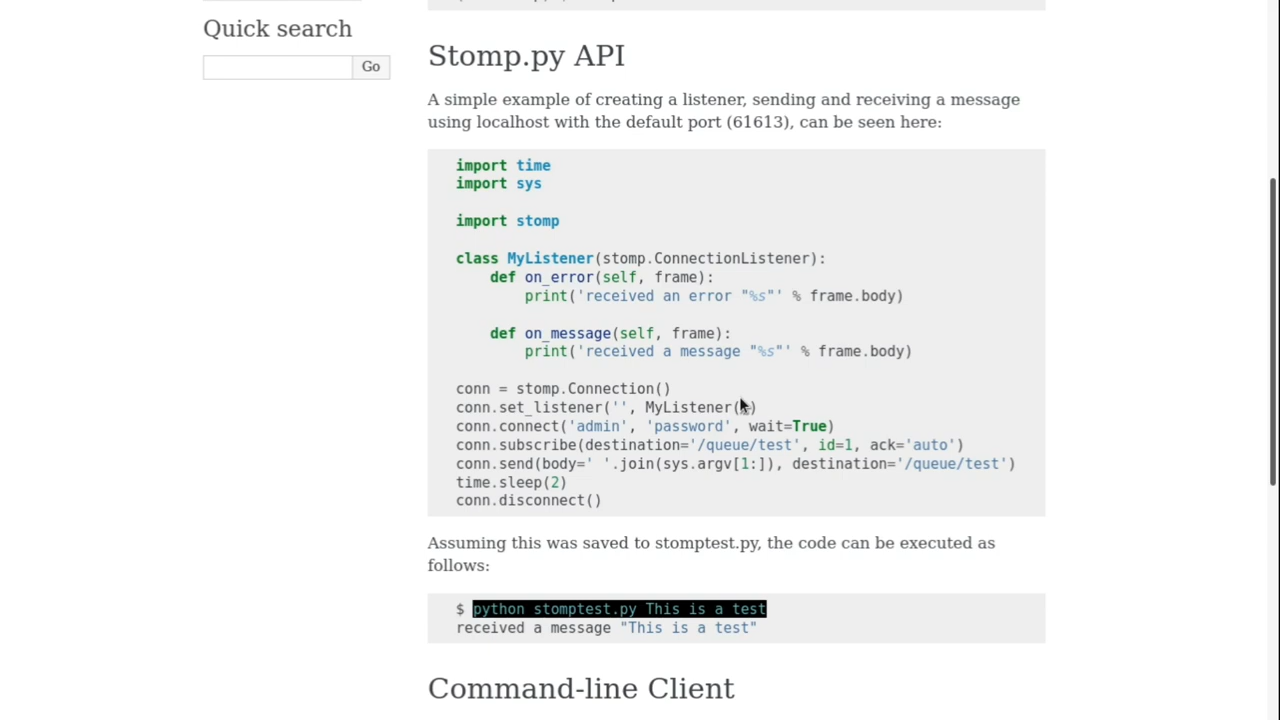 Quick search
Go
Stomp.py API
A simple example of creating a listener, sending and receiving a message
using localhost with the default port (61613), can be seen here:
import time
import sys
import stomp
class MyListener(stomp.ConnectionListener):
    def on_error(self, frame):
        print('received an error "%s"' % frame.body)
    def on_message(self, frame):
        print('received a message "%s"' % frame.body)
conn = stomp.Connection()
conn.set_listener('', MyListener())
conn.connect('admin', 'password', wait=True)
conn.subscribe(destination='/queue/test', id=1, ack='auto')
conn.send(body=' '.join(sys.argv[1:]), destination='/queue/test')
time.sleep(2)
conn.disconnect()
Assuming this was saved to stomptest.py, the code can be executed as
follows:
$ python stomptest.py This is a test
received a message "This is a test"
Command-line Client